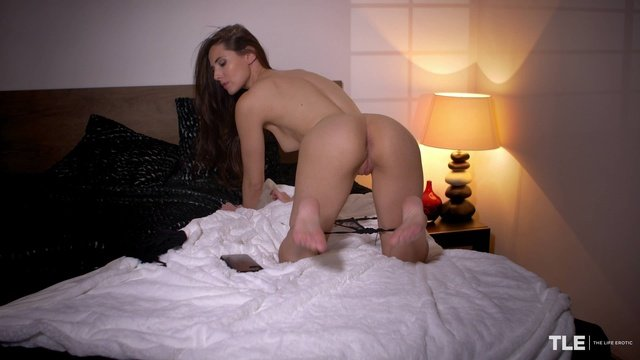 TLE | THE LIFE EROTIC